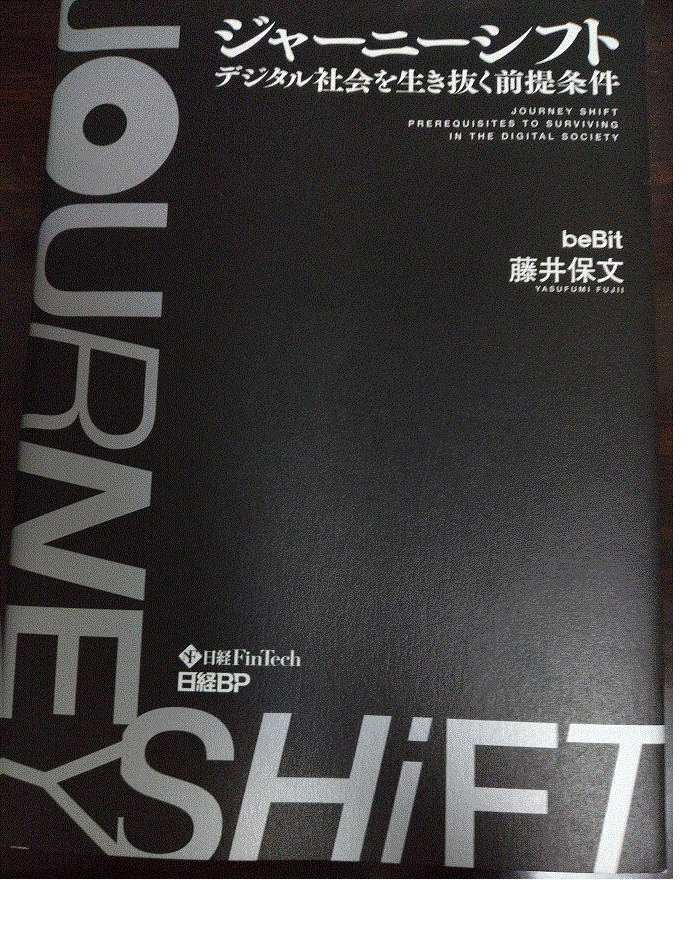 ジャーニーシフト
デジタル社会を生き抜く前提条件
JOURNEY SHIFT
PREREQUISITES TO SURVIVING
IN THE DIGITAL SOCIETY
beBit
藤井保文
YASUFUMI FUJII
JOURNEY
日経FinTech
日経BP
SHiFT